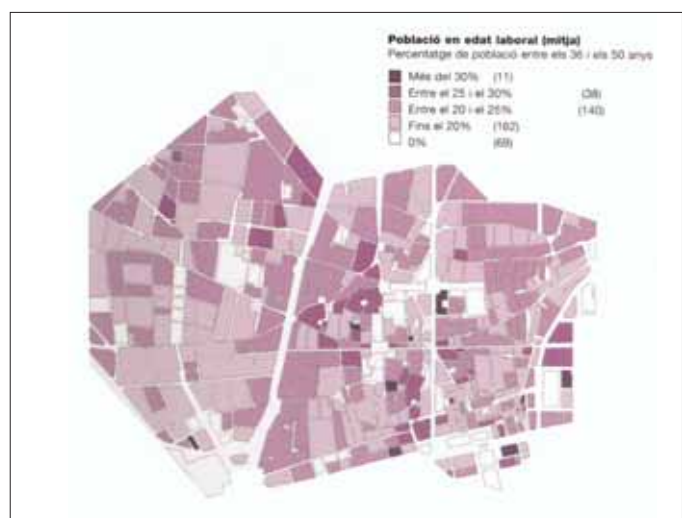 Població en edat laboral (mitja)
Percentatge de població entre els 36 i els 50 anys
Més del 30% (11)
Entre el 25 i el 30% (38)
Entre el 20 i el 25% (140)
Fins el 20% (182)
0% (69)